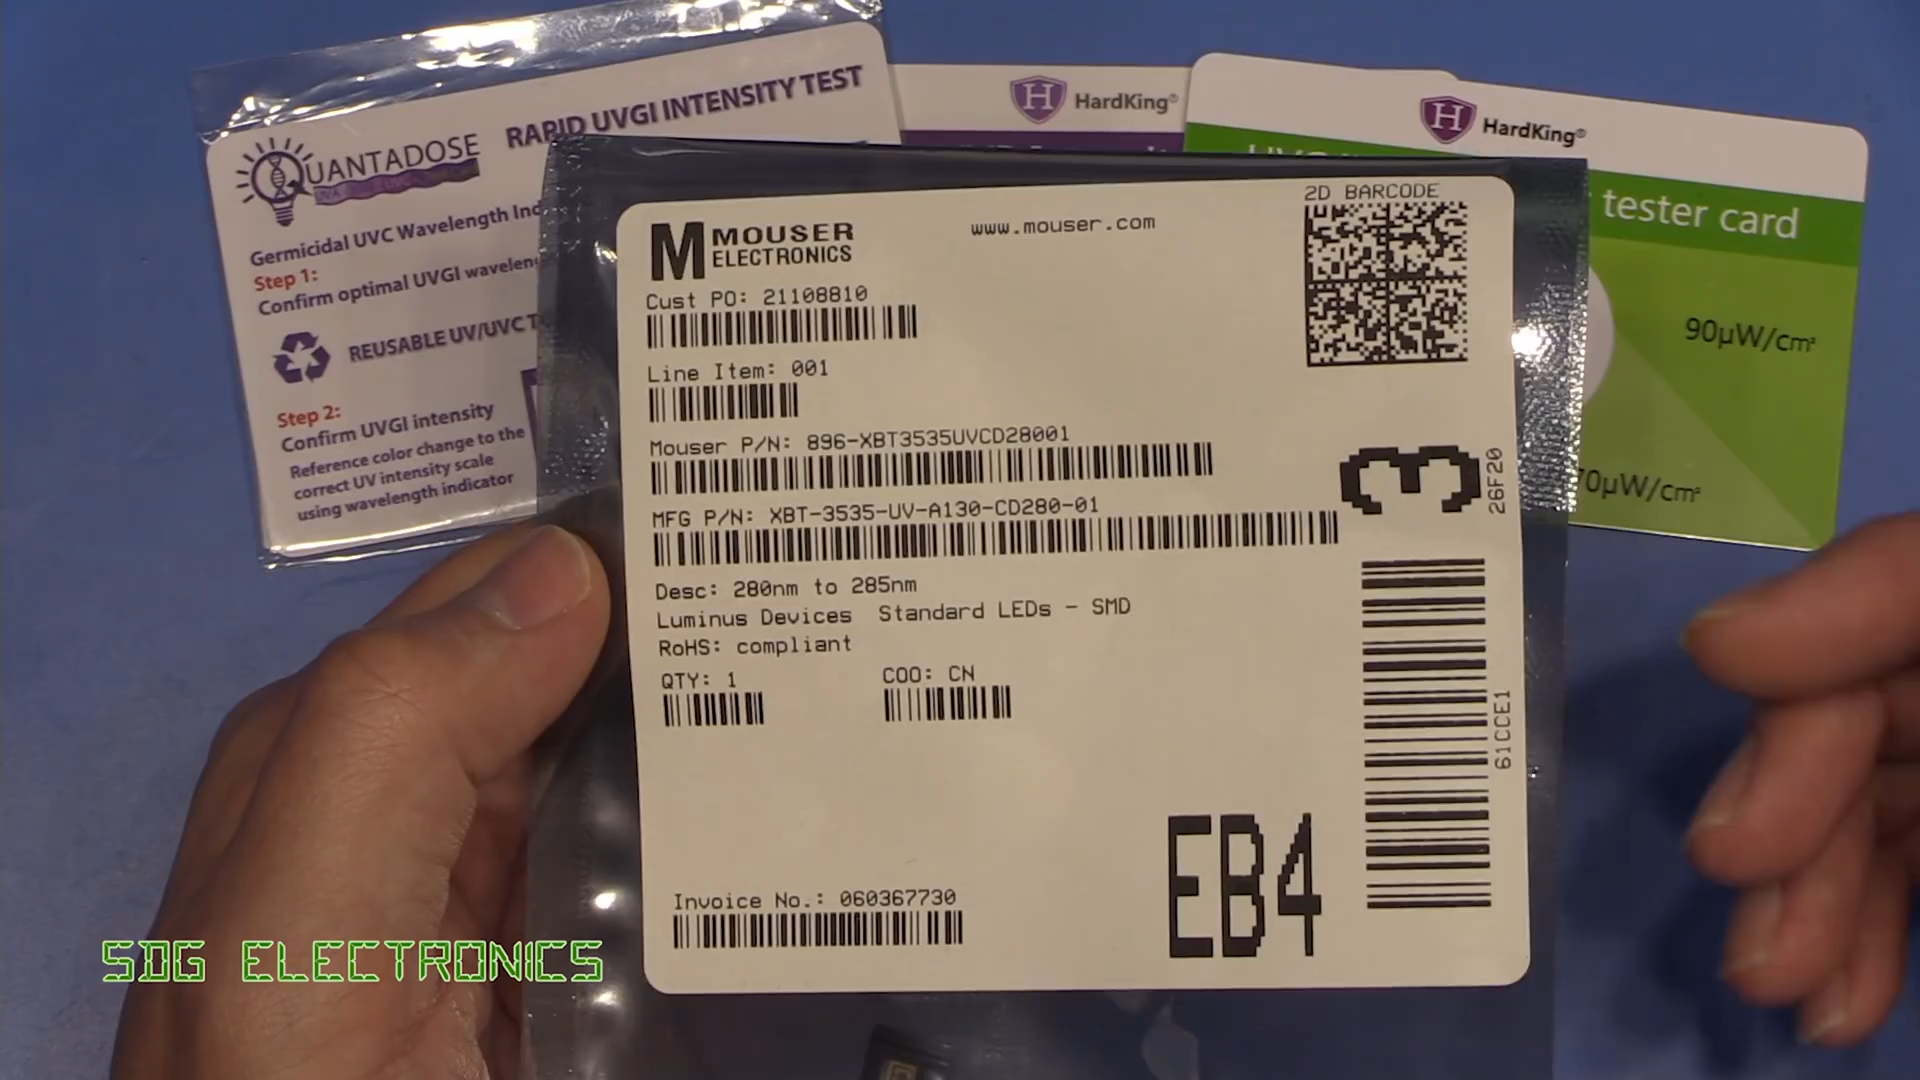 QUANTADOSE
RAPID UVGI INTENSITY TEST
Germicidal UVC Wavelength
Step 1:
Confirm optimal UVGI
REUSABLE UV/UVC
Step 2:
Confirm UVGI intensity
Reference color change to the
correct UV intensity scale
using wavelength indicator
HardKing®
HardKing®
tester card
90µW/cm²
70µW/cm²
MOUSER
ELECTRONICS
www.mouser.com
2D BARCODE
Cust PO: 21108810
Line Item: 001
Mouser P/N: 896-XBT3535UVCD28001
MFG P/N: XBT-3535-UV-A130-CD280-01
Desc: 280nm to 285nm
Luminus Devices Standard LEDs - SMD
RoHS: compliant
QTY: 1
COO: CN
3
26F20
61CCE1
EB4
Invoice No.: 060367730
SDG ELECTRONICS